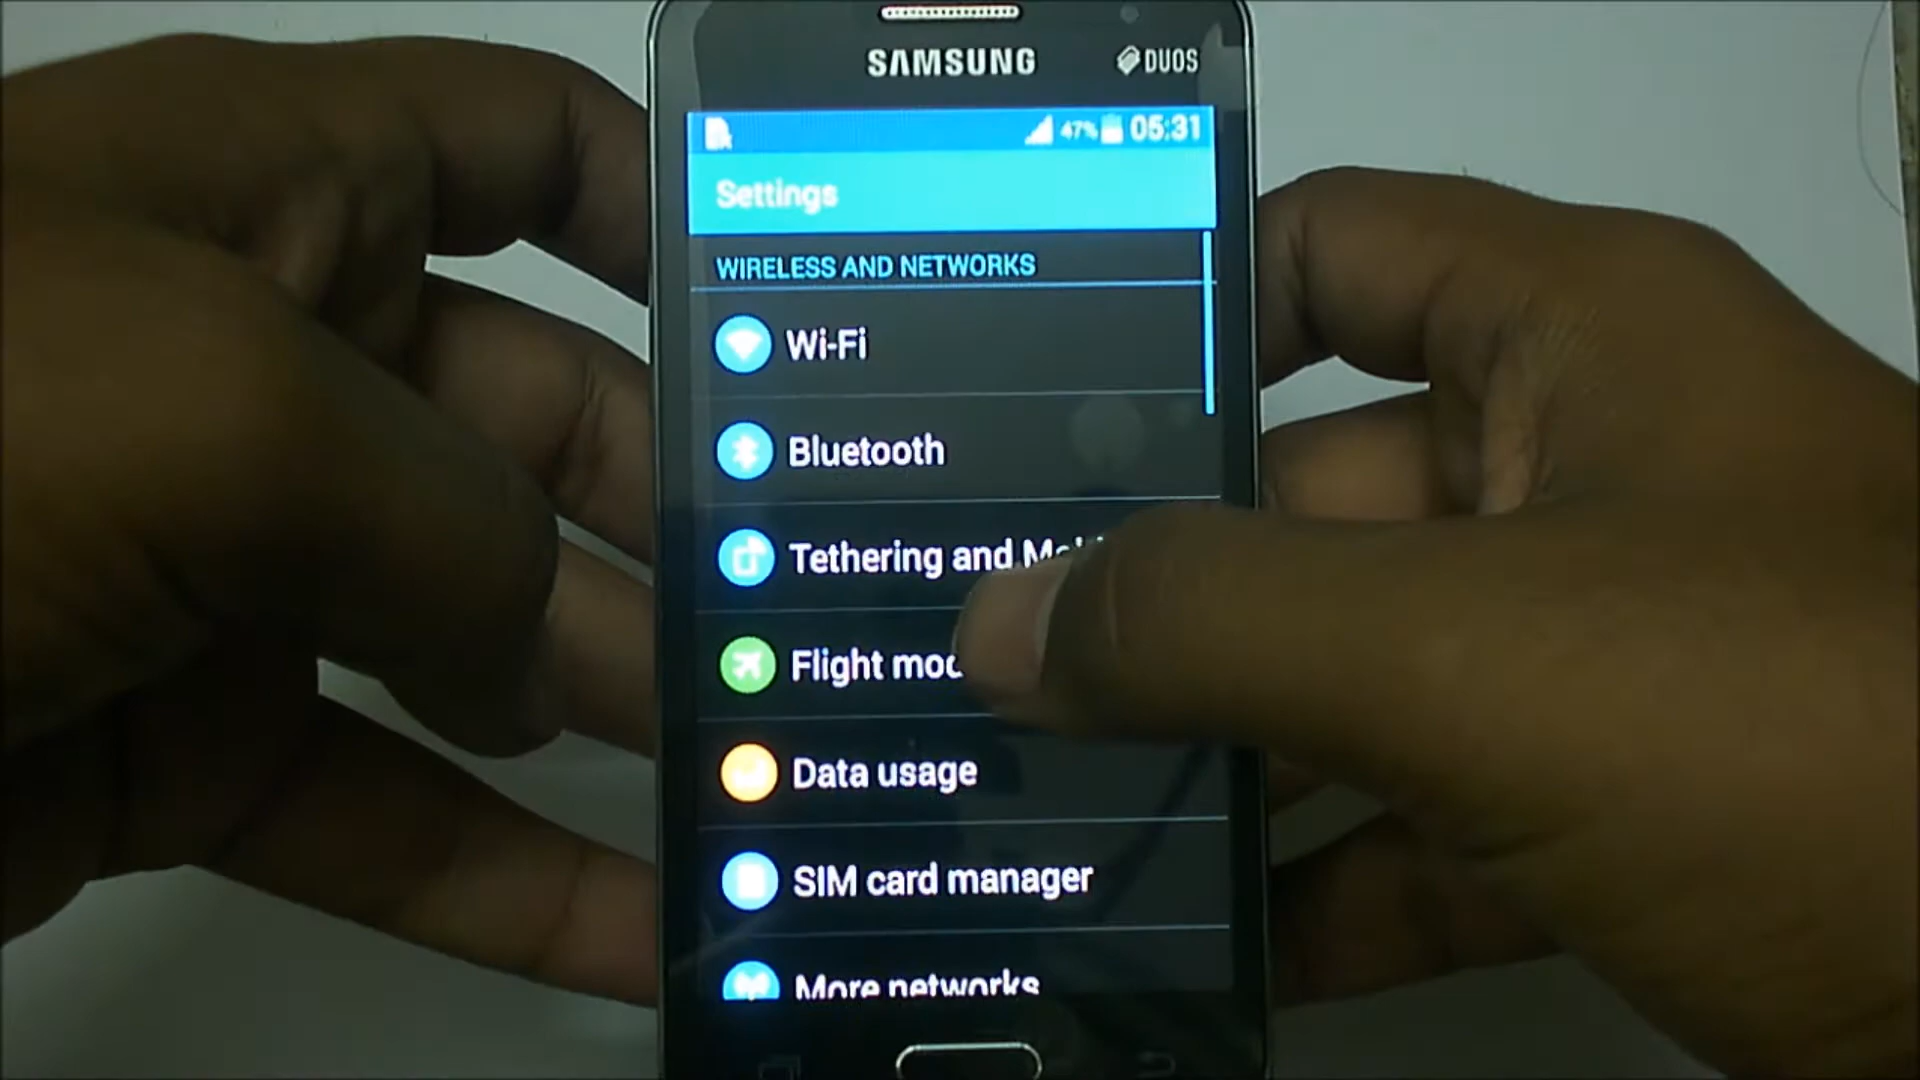 SAMSUNG DUOS
47% 05:31
Settings
WIRELESS AND NETWORKS
Wi-Fi
Bluetooth
Tethering and
Flight
Data usage
SIM card manager
More networks